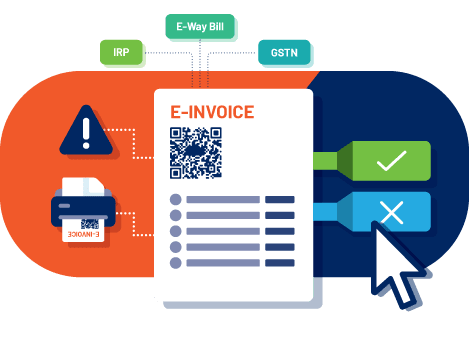 E-Way Bill
IRP
GSTN
E-INVOICE
E-INVOICE